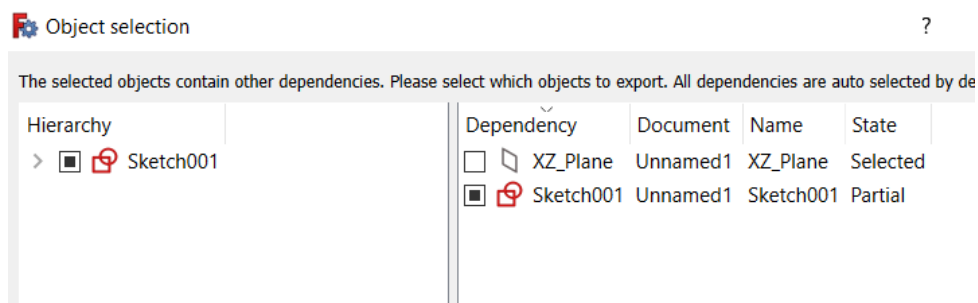 Object selection ?
The selected objects contain other dependencies. Please select which objects to export. All dependencies are auto selected by de
Hierarchy
Sketch001
Dependency Document Name State
XZ_Plane Unnamed1 XZ_Plane Selected
Sketch001 Unnamed1 Sketch001 Partial